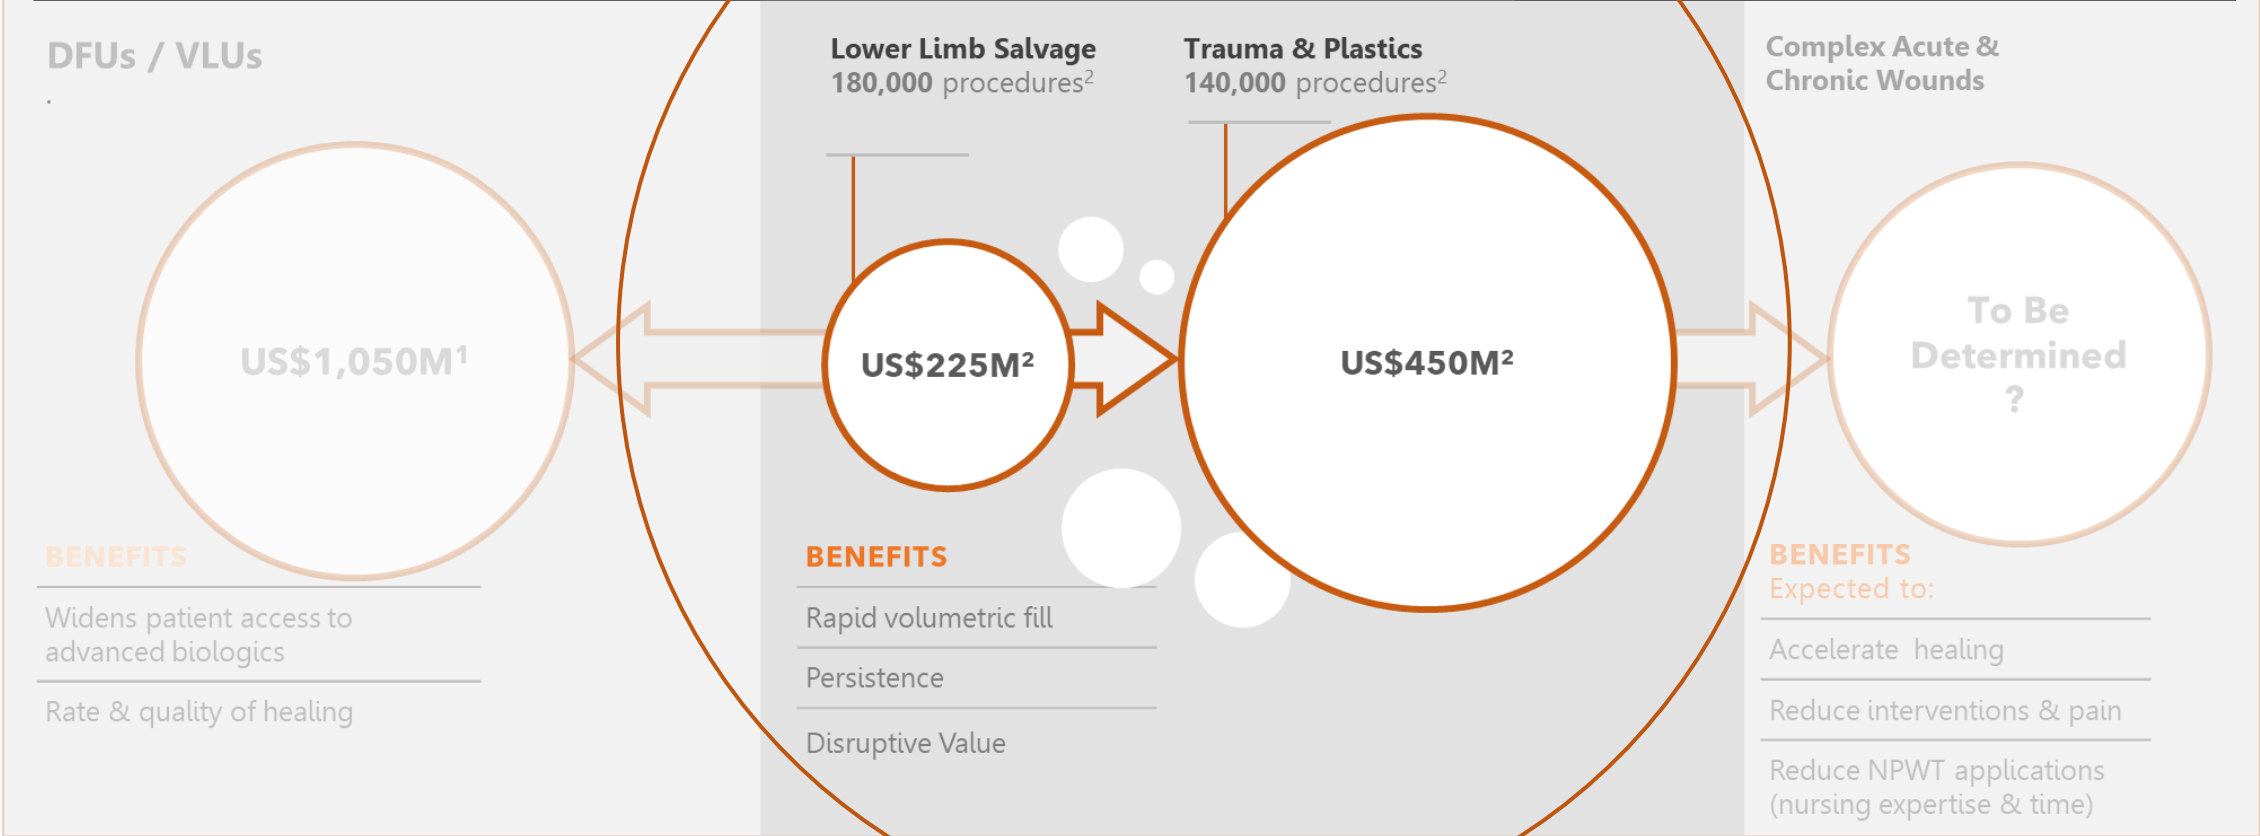 DFUs / VLUs
.
US$1,050M¹
BENEFITS
Widens patient access to
advanced biologics
Rate & quality of healing
Lower Limb Salvage
180,000 procedures²
US$225M²
Trauma & Plastics
140,000 procedures²
US$450M²
BENEFITS
Rapid volumetric fill
Persistence
Disruptive Value
Complex Acute &
Chronic Wounds
To Be
Determined
?
BENEFITS
Expected to:
Accelerate healing
Reduce interventions & pain
Reduce NPWT applications
(nursing expertise & time)